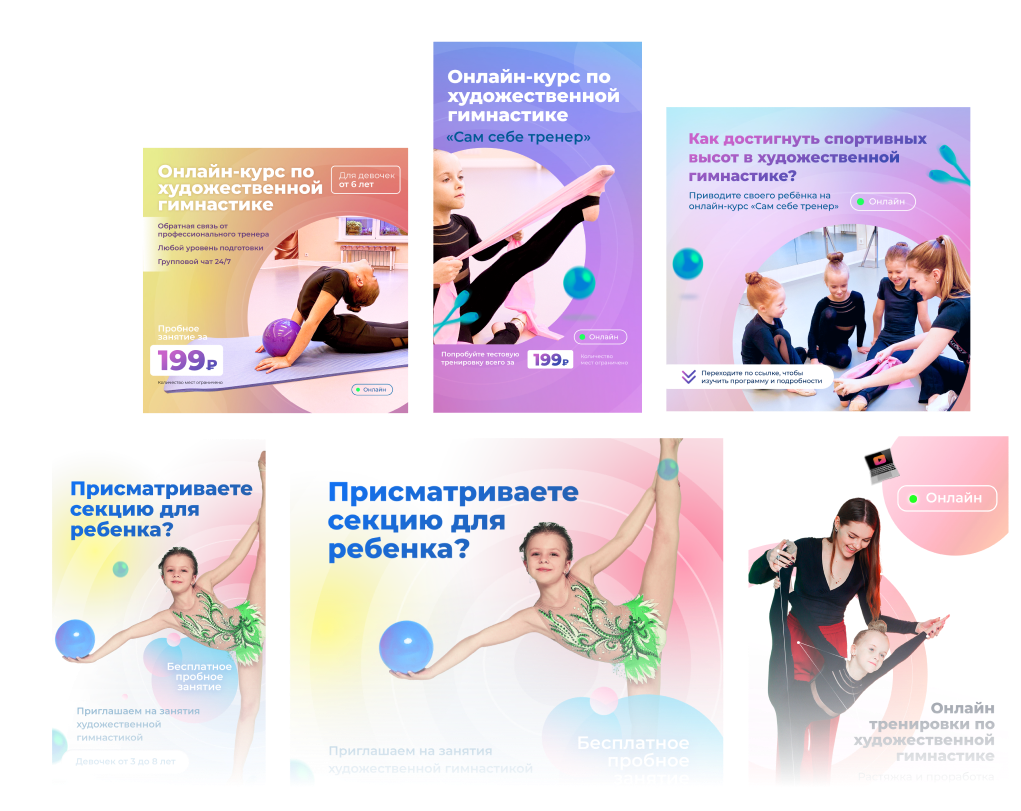 Онлайн-курс по
художественной
гимнастике
Для девочек
от 6 лет
Обратная связь от
профессионального тренера
Любой уровень подготовки
Групповой чат 24/7
Пробное
занятие за
199₽
Количество мест ограничено
Онлайн
Онлайн-курс по
художественной
гимнастике
«Сам себе тренер»
Онлайн
Попробуйте тестовую
тренировку всего за
199₽
Количество
мест ограничено
Как достигнуть спортивных
высот в художественной
гимнастике?
Приводите своего ребёнка на
онлайн-курс «Сам себе тренер»
Онлайн
Переходите по ссылке, чтобы
изучить программу и подробности
Присматриваете
секцию для
ребенка?
Бесплатное
пробное
занятие
Приглашаем на занятия
художественной
гимнастикой
Девочек от 3 до 8 лет
Присматриваете
секцию для
ребенка?
Бесплатное
пробное
занятие
Приглашаем на занятия
художественной гимнастикой
Онлайн
Онлайн
тренировки по
художественной
гимнастике
Растяжка и проработка